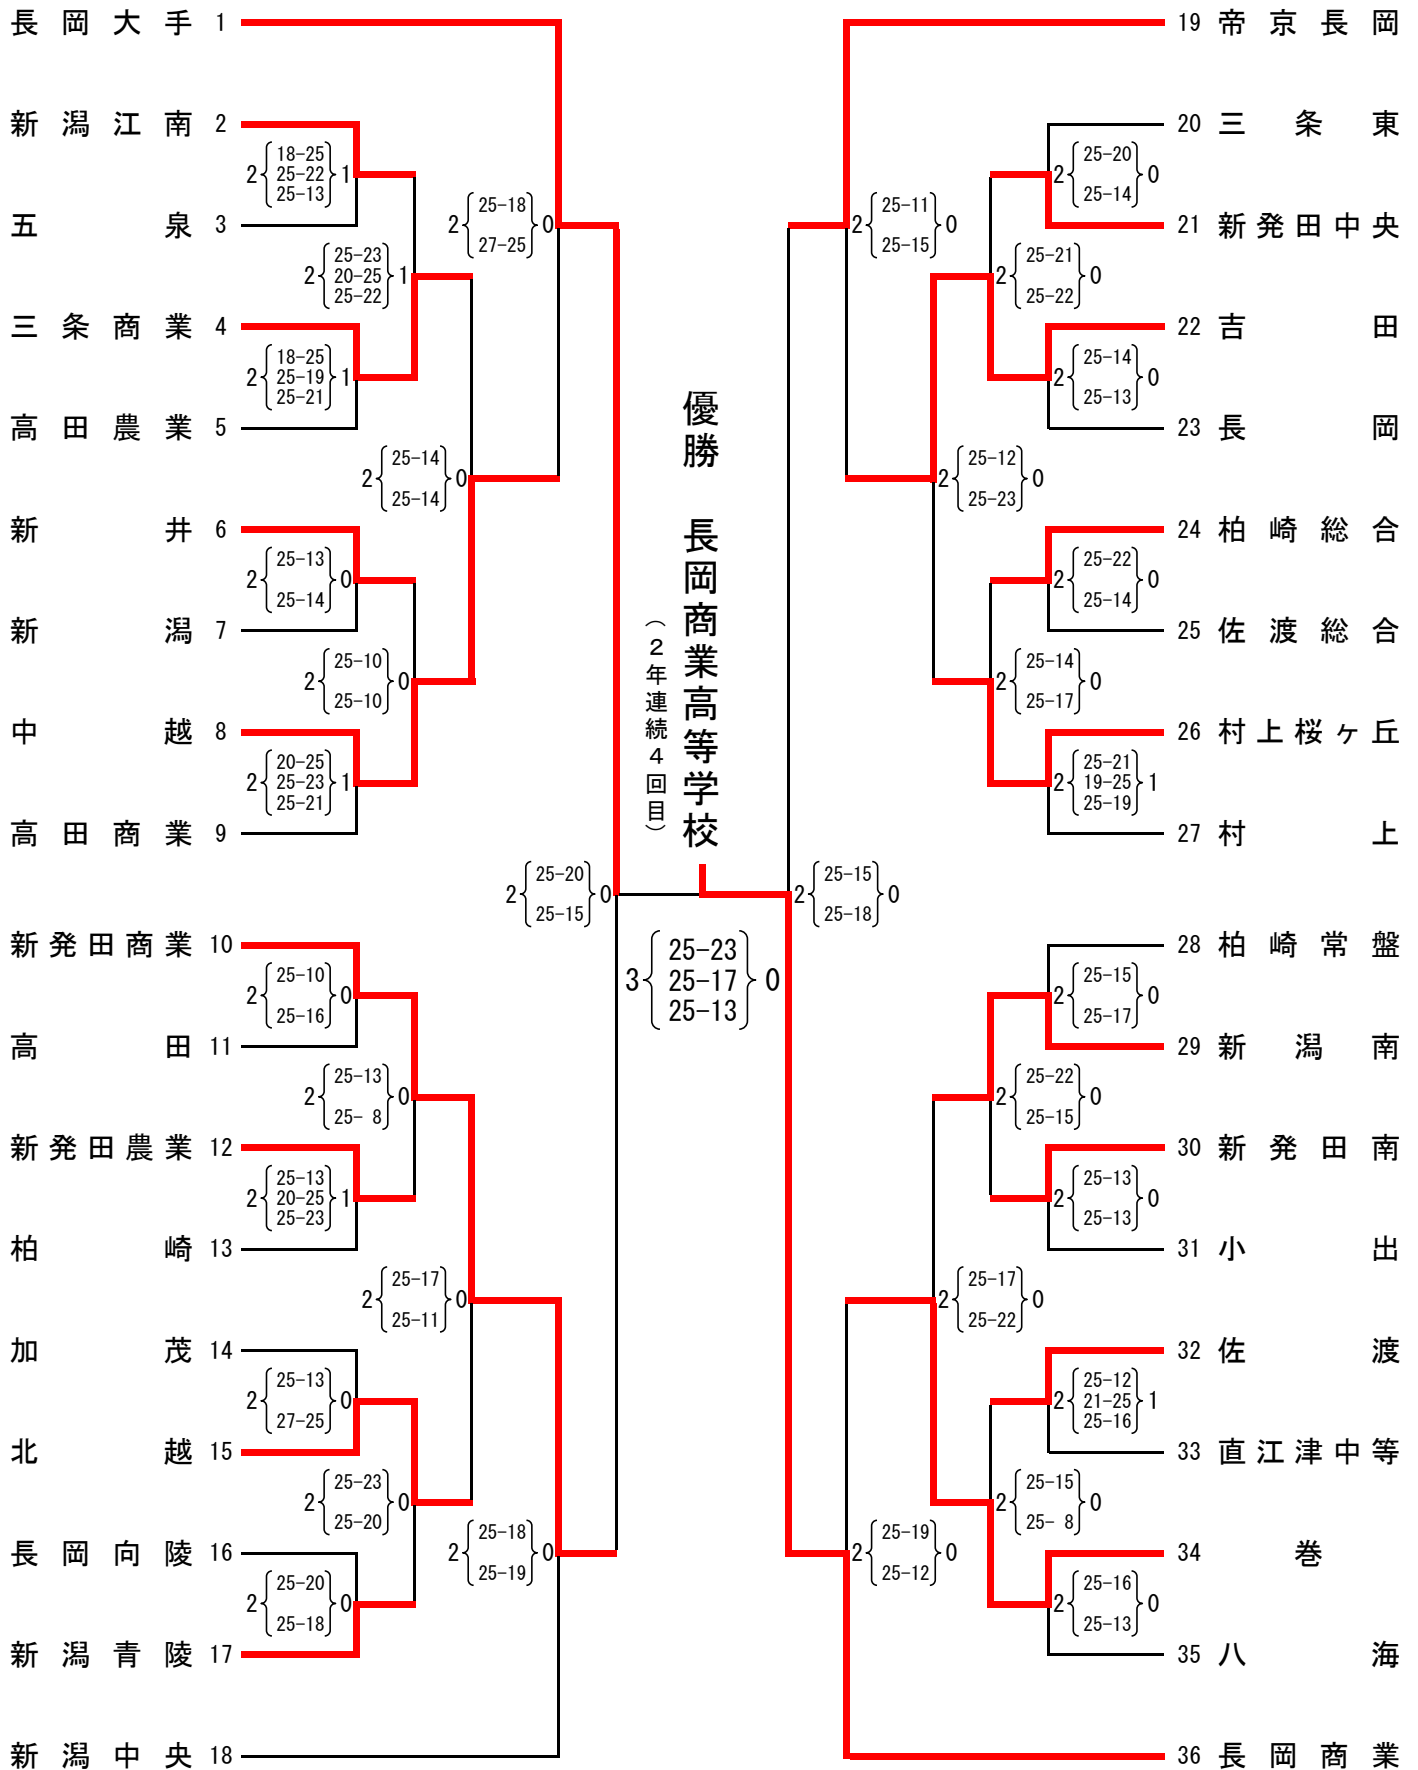 長岡大手 1
新潟江南 2
2 18-25 25-22 25-13 1
五泉 3
2 25-23 20-25 25-22 1
三条商業 4
2 18-25 25-19 25-21 1
高田農業 5
2 25-18 27-25 0
2 25-14 25-14 0
新井 6
2 25-13 25-14 0
新潟 7
2 25-10 25-10 0
中越 8
2 20-25 25-23 25-21 1
高田商業 9
2 25-20 25-15 0
新発田商業 10
2 25-10 25-16 0
高田 11
2 25-13 25- 8 0
新発田農業 12
2 25-13 20-25 25-23 1
柏崎 13
2 25-17 25-11 0
加茂 14
2 25-13 27-25 0
北越 15
2 25-23 25-20 0
長岡向陵 16
2 25-20 25-18 0
新潟青陵 17
2 25-18 25-19 0
新潟中央 18
優勝 長岡商業高等学校
（2年連続4回目）
3 25-23 25-17 25-13 0
19 帝京長岡
20 三条東
2 25-20 25-14 0
21 新発田中央
2 25-11 25-15 0
2 25-21 25-22 0
22 吉田
2 25-14 25-13 0
23 長岡
2 25-12 25-23 0
24 柏崎総合
2 25-22 25-14 0
25 佐渡総合
2 25-14 25-17 0
26 村上桜ヶ丘
2 25-21 19-25 25-19 1
27 村上
2 25-15 25-18 0
28 柏崎常盤
2 25-15 25-17 0
29 新潟南
2 25-22 25-15 0
30 新発田南
2 25-13 25-13 0
31 小出
2 25-17 25-22 0
32 佐渡
2 25-12 21-25 25-16 1
33 直江津中等
2 25-15 25- 8 0
34 巻
2 25-16 25-13 0
35 八海
2 25-19 25-12 0
36 長岡商業